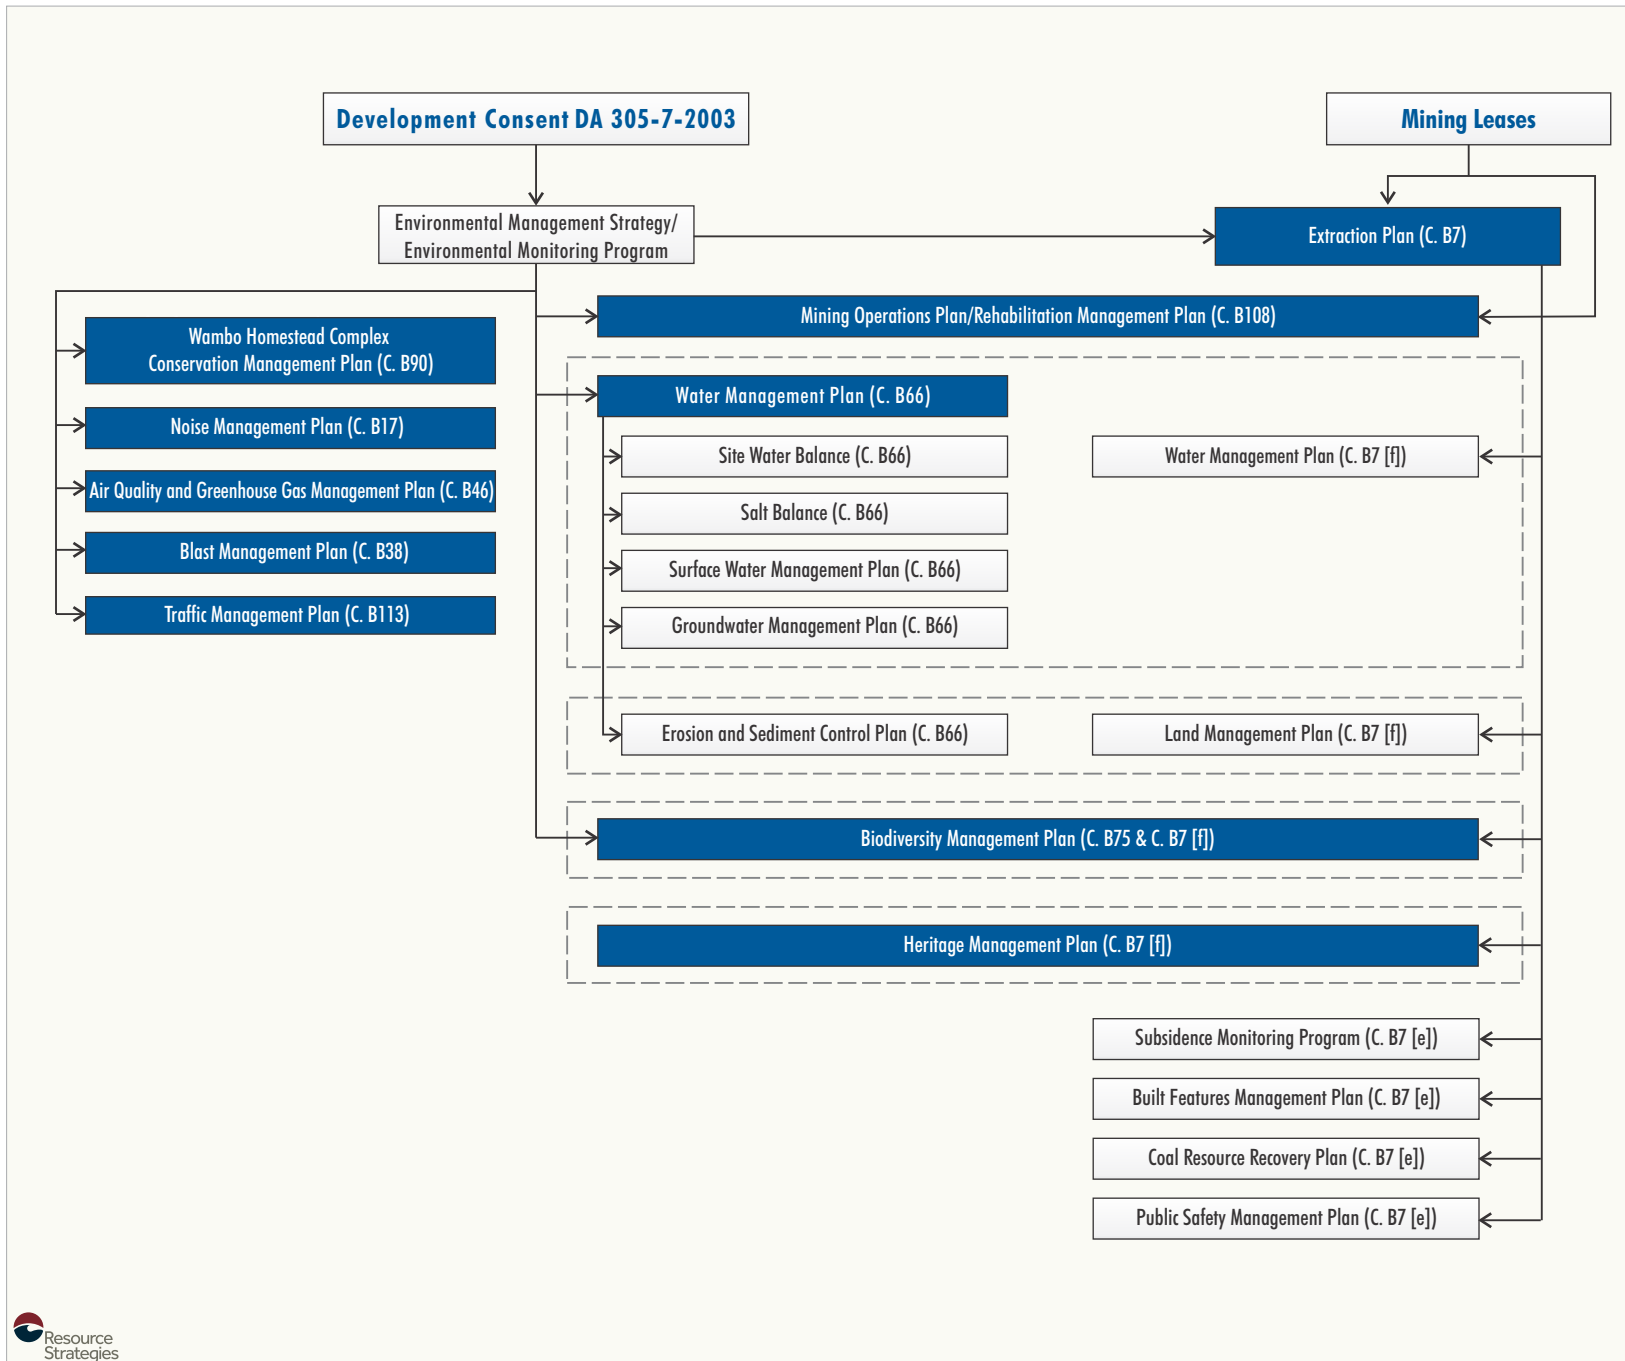 Development Consent DA 305-7-2003
Mining Leases
Environmental Management Strategy/
Environmental Monitoring Program
Extraction Plan (C. B7)
Mining Operations Plan/Rehabilitation Management Plan (C. B108)
Wambo Homestead Complex
Conservation Management Plan (C. B90)
Noise Management Plan (C. B17)
Air Quality and Greenhouse Gas Management Plan (C. B46)
Blast Management Plan (C. B38)
Traffic Management Plan (C. B113)
Water Management Plan (C. B66)
Site Water Balance (C. B66)
Water Management Plan (C. B7 [f])
Salt Balance (C. B66)
Surface Water Management Plan (C. B66)
Groundwater Management Plan (C. B66)
Erosion and Sediment Control Plan (C. B66)
Land Management Plan (C. B7 [f])
Biodiversity Management Plan (C. B75 & C. B7 [f])
Heritage Management Plan (C. B7 [f])
Subsidence Monitoring Program (C. B7 [e])
Built Features Management Plan (C. B7 [e])
Coal Resource Recovery Plan (C. B7 [e])
Public Safety Management Plan (C. B7 [e])
Resource
Strategies